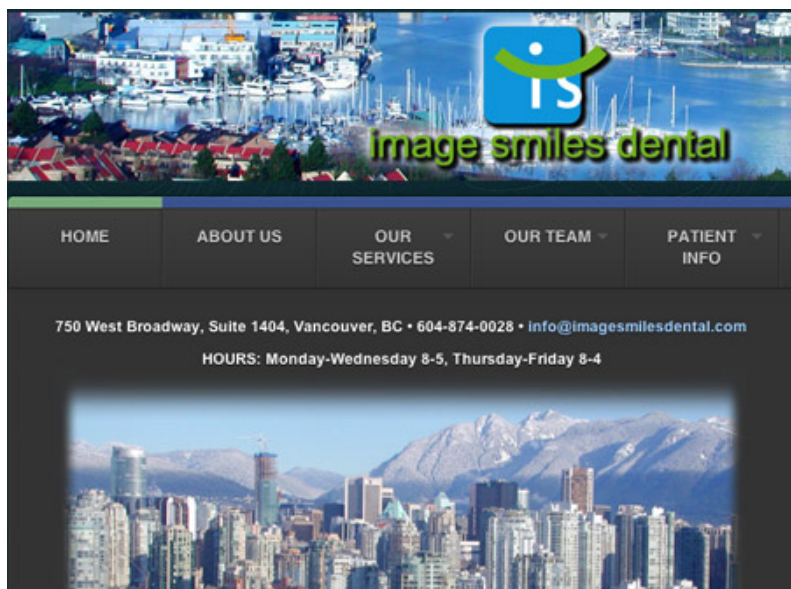 is
image smiles dental
HOME ABOUT US OUR SERVICES OUR TEAM PATIENT INFO
750 West Broadway, Suite 1404, Vancouver, BC • 604-874-0028 • info@imagesmilesdental.com
HOURS: Monday-Wednesday 8-5, Thursday-Friday 8-4